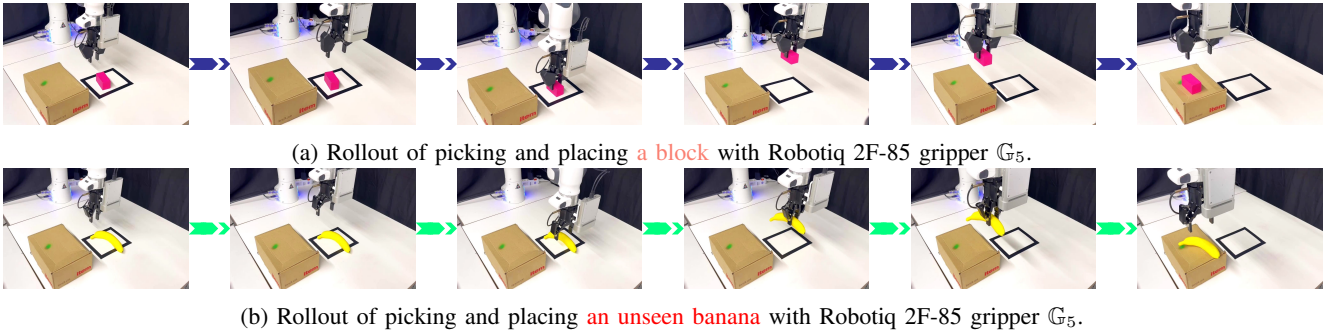 (a) Rollout of picking and placing a block with Robotiq 2F-85 gripper 𝔾₅.
(b) Rollout of picking and placing an unseen banana with Robotiq 2F-85 gripper 𝔾₅.